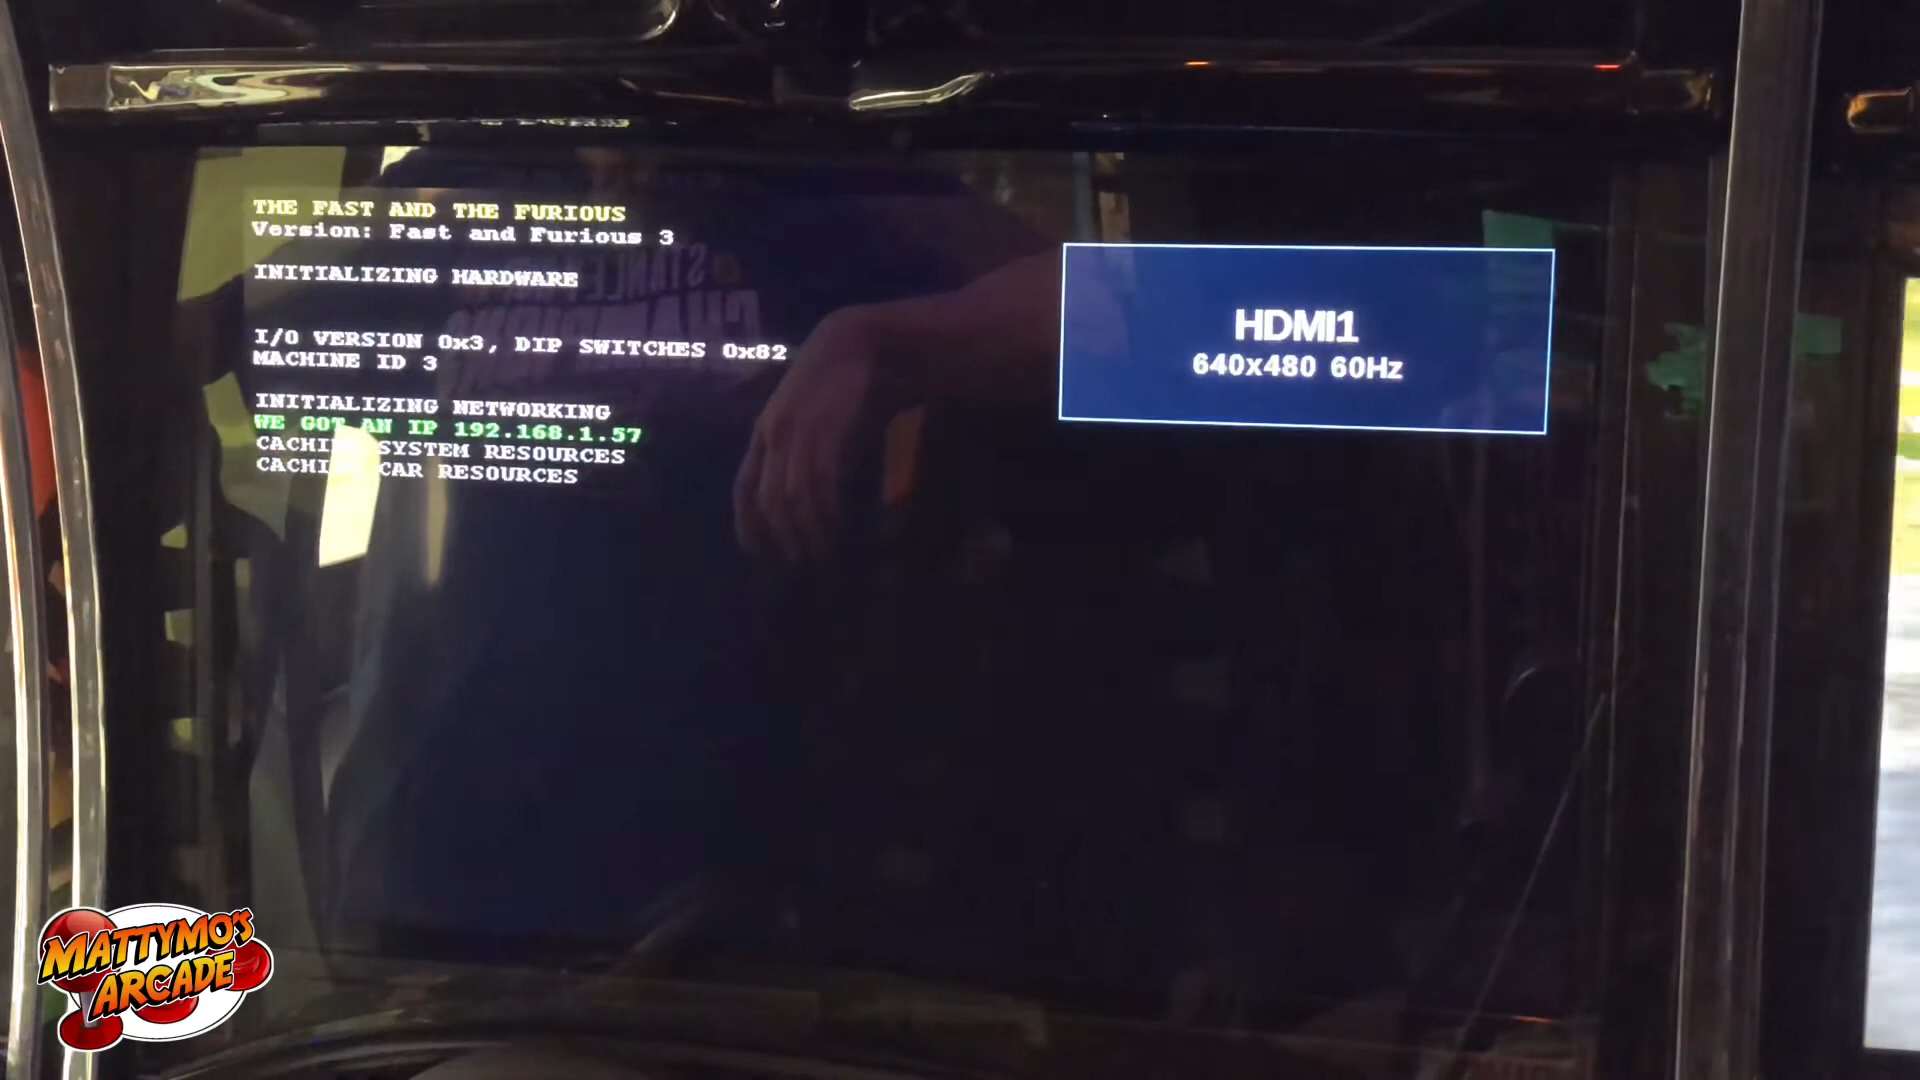 THE FAST AND THE FURIOUS
Version: Fast and Furious 3
INITIALIZING HARDWARE
I/O VERSION 0x3, DIP SWITCHES 0x82
MACHINE ID 3
INITIALIZING NETWORKING
WE GOT AN IP 192.168.1.57
CACHING SYSTEM RESOURCES
CACHING CAR RESOURCES
HDMI1
640x480 60Hz
MATTYMO'S
ARCADE